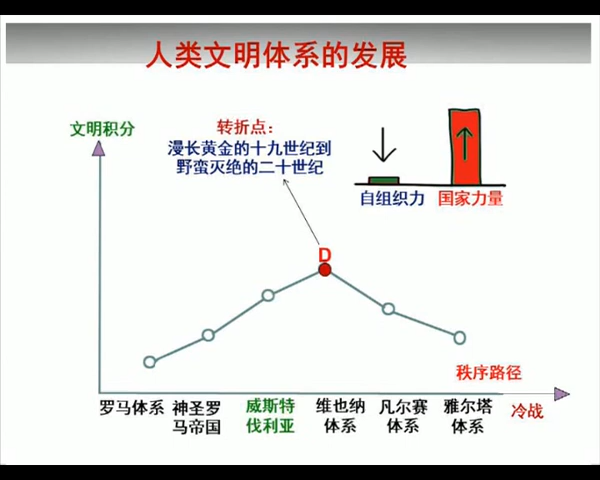 人类文明体系的发展
文明积分
转折点：
漫长黄金的十九世纪到
野蛮灭绝的二十世纪
自组织力
国家力量
D
秩序路径
罗马体系
神圣罗
马帝国
威斯特
伐利亚
维也纳
体系
凡尔赛
体系
雅尔塔
体系
冷战